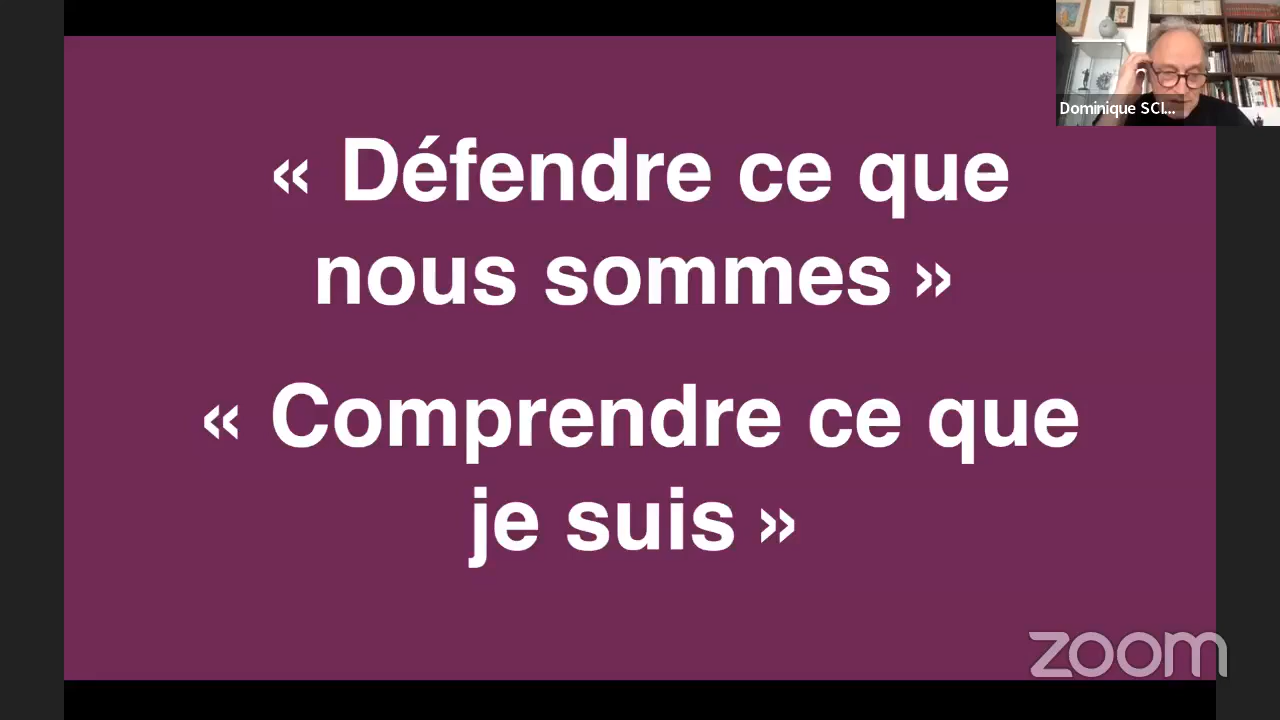 Dominique SCI...
« Défendre ce que
nous sommes »
« Comprendre ce que
je suis »
zoom